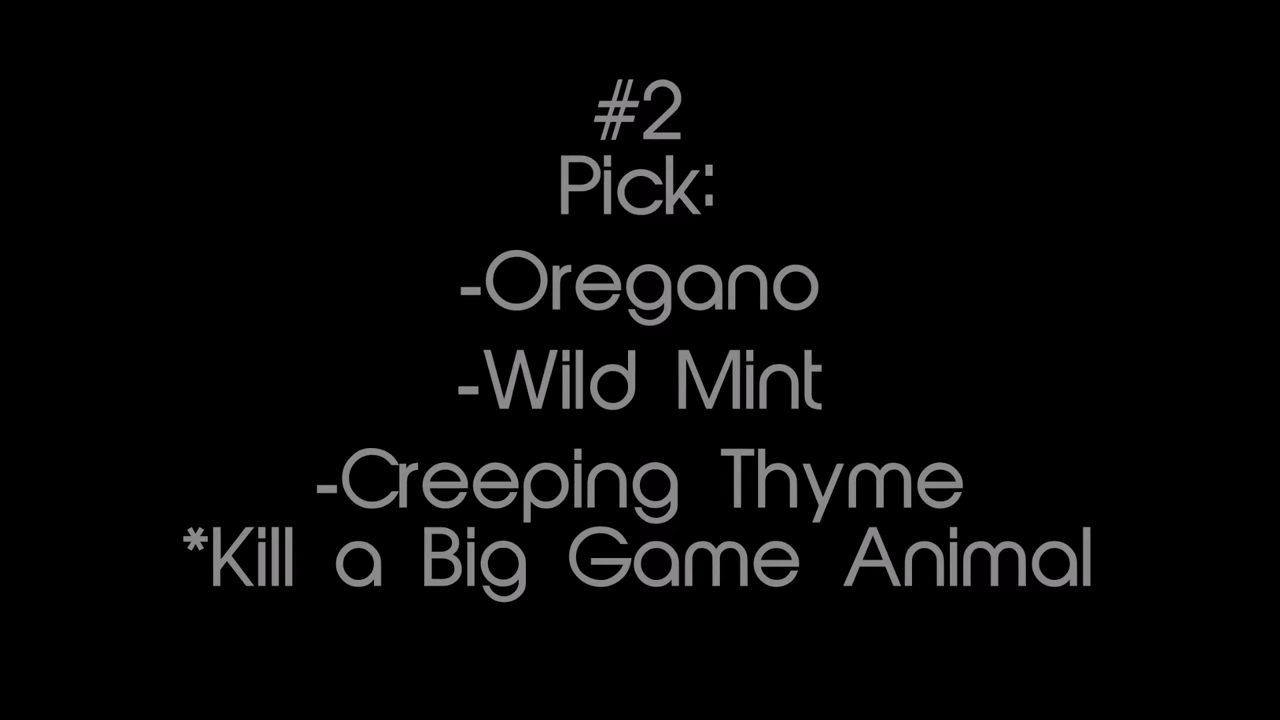 #2
Pick:
-Oregano
-Wild Mint
-Creeping Thyme
*Kill a Big Game Animal